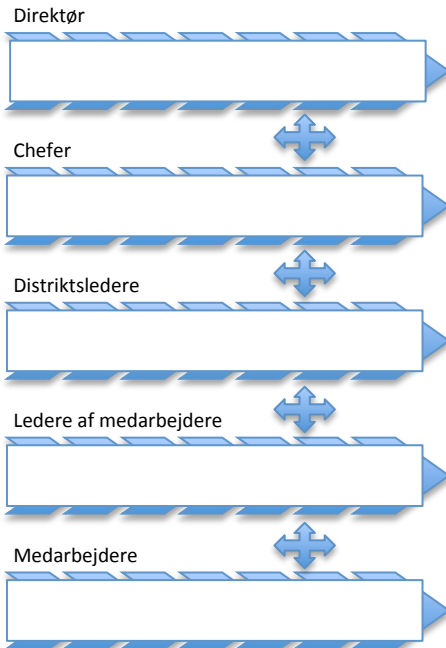 Direktør
Chefer
Distriktsledere
Ledere af medarbejdere
Medarbejdere